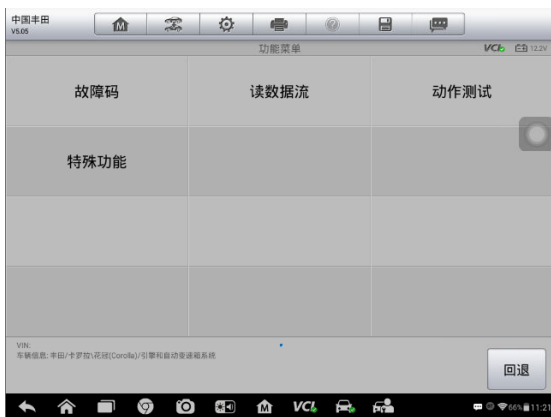 中国丰田
V5.05
M
功能菜单
VCI 12.2V
故障码
读数据流
动作测试
特殊功能
VIN:
车辆信息: 丰田/卡罗拉\花冠(Corolla)/引擎和自动变速箱系统
回退
M VCI 66% 11:21